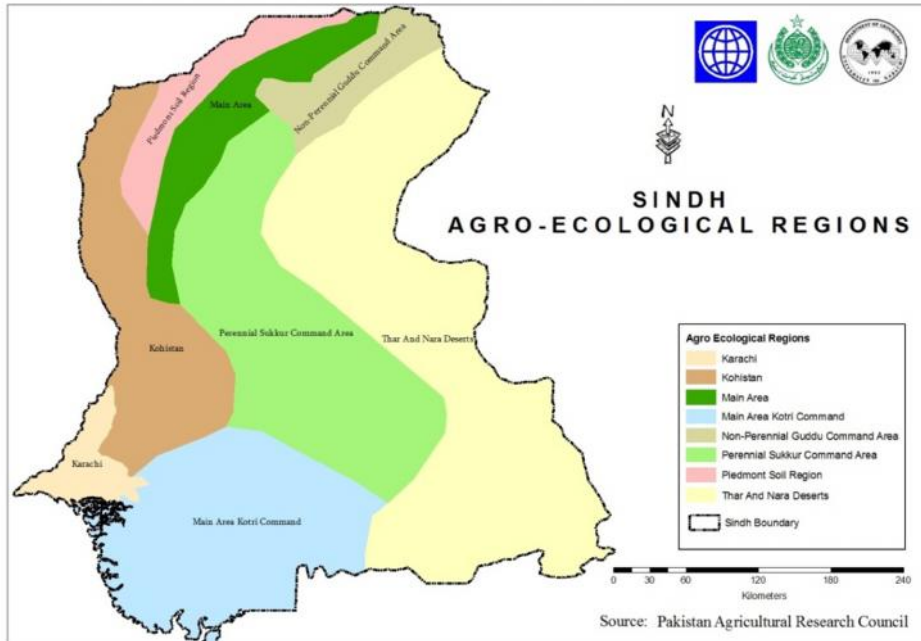 N
SINDH
AGRO-ECOLOGICAL REGIONS
Piedmont Soil Region
Main Area
Non-Perennial Guddu Command Area
Perennial Sukkur Command Area
Thar And Nara Deserts
Kohistan
Karachi
Main Area Kotri Command
Agro Ecological Regions
Karachi
Kohistan
Main Area
Main Area Kotri Command
Non-Perennial Guddu Command Area
Perennial Sukkur Command Area
Piedmont Soil Region
Thar And Nara Deserts
Sindh Boundary
0 15 30 60 120 180 240
Kilometers
Source: Pakistan Agricultural Research Council